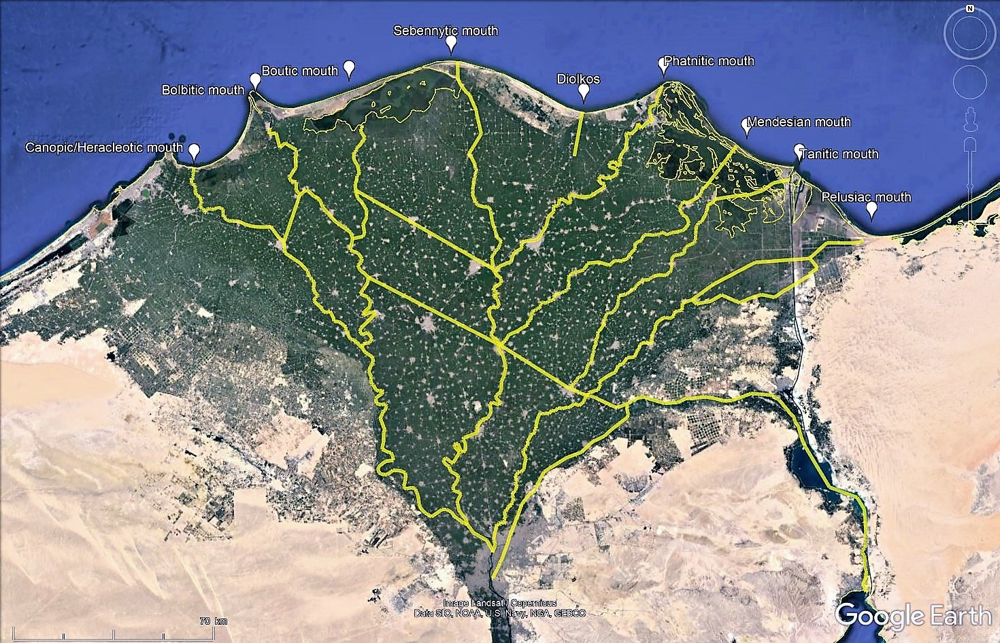 N
Sebennytic mouth
Phatnitic mouth
Boutic mouth
Diolkos
Bolbitic mouth
Mendesian mouth
Canopic/Heracleotic mouth
Tanitic mouth
Pelusiac mouth
Image Landsat / Copernicus
Data SIO, NOAA, U.S. Navy, NGA, GEBCO
70 km
Google Earth